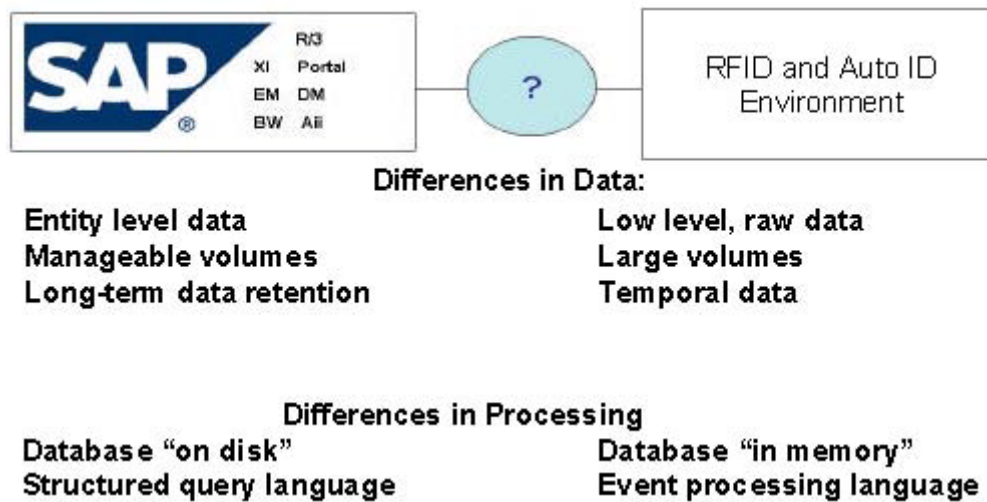 SAP®
R/3
XI Portal
EM DM
BW Aii
?
RFID and Auto ID
Environment
Differences in Data:
Entity level data
Low level, raw data
Manageable volumes
Large volumes
Long-term data retention
Temporal data
Differences in Processing
Database “on disk”
Database “in memory”
Structured query language
Event processing language